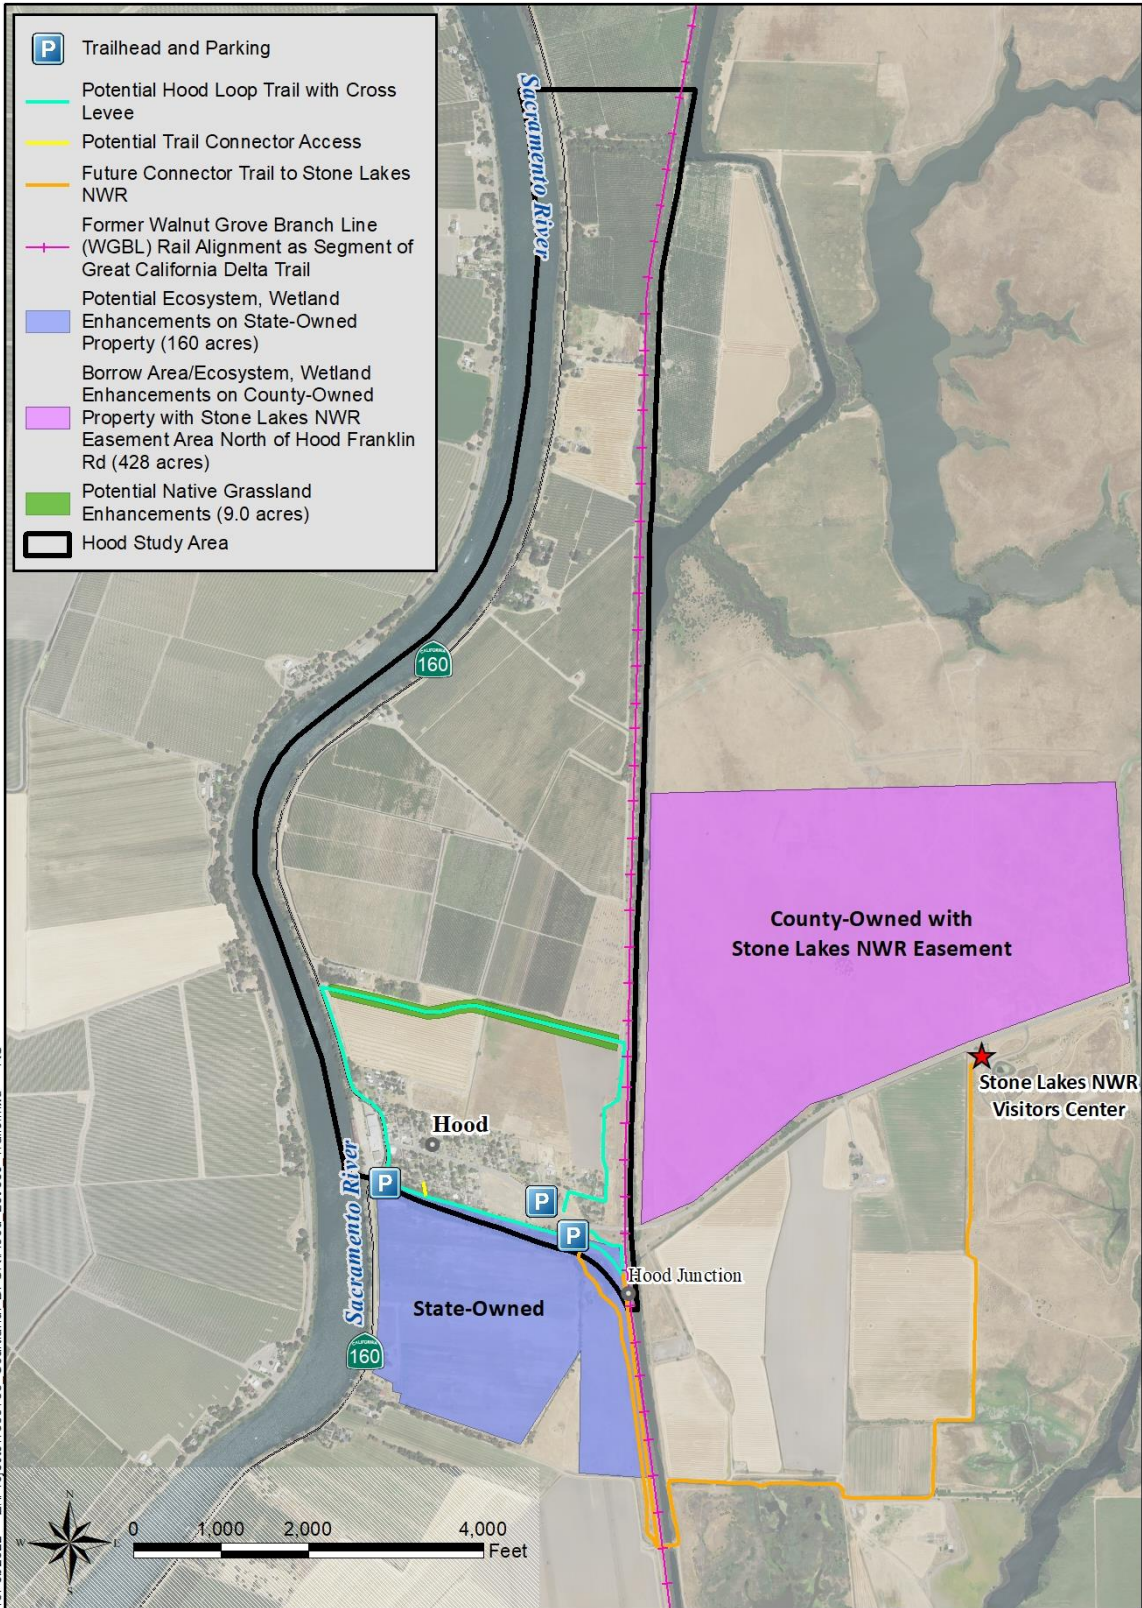 P Trailhead and Parking
Potential Hood Loop Trail with Cross
Levee
Potential Trail Connector Access
Future Connector Trail to Stone Lakes
NWR
Former Walnut Grove Branch Line
(WGBL) Rail Alignment as Segment of
Great California Delta Trail
Potential Ecosystem, Wetland
Enhancements on State-Owned
Property (160 acres)
Borrow Area/Ecosystem, Wetland
Enhancements on County-Owned
Property with Stone Lakes NWR
Easement Area North of Hood Franklin
Rd (428 acres)
Potential Native Grassland
Enhancements (9.0 acres)
Hood Study Area
Sacramento River
CALIFORNIA
160
County-Owned with
Stone Lakes NWR Easement
Stone Lakes NWR
Visitors Center
Hood
P
P
P
Sacramento River
Hood Junction
State-Owned
CALIFORNIA
160
N
W E
S
0 1,000 2,000 4,000
Feet